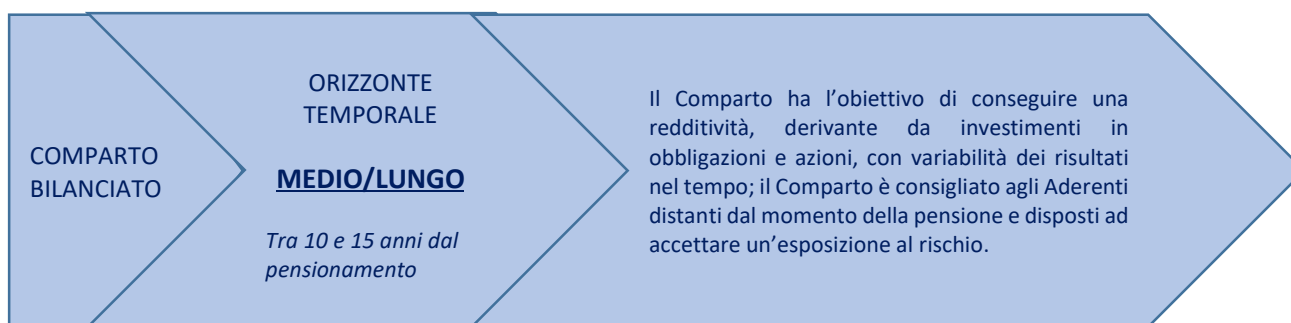 COMPARTO
BILANCIATO
ORIZZONTE
TEMPORALE
MEDIO/LUNGO
Tra 10 e 15 anni dal
pensionamento
Il Comparto ha l’obiettivo di conseguire una
redditività, derivante da investimenti in
obbligazioni e azioni, con variabilità dei risultati
nel tempo; il Comparto è consigliato agli Aderenti
distanti dal momento della pensione e disposti ad
accettare un’esposizione al rischio.